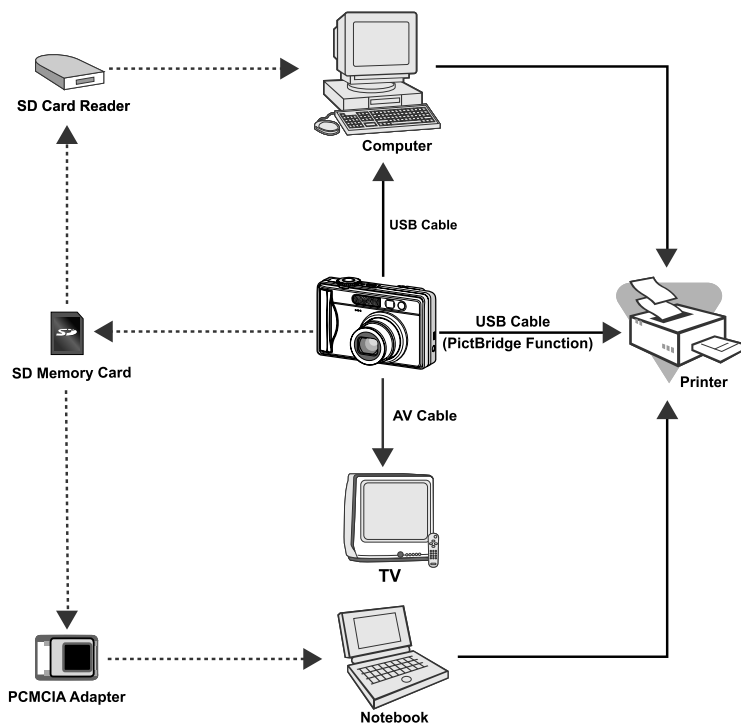 SD Card Reader
Computer
USB Cable
SD
USB Cable
(PictBridge Function)
SD Memory Card
Printer
AV Cable
TV
PCMCIA Adapter
Notebook